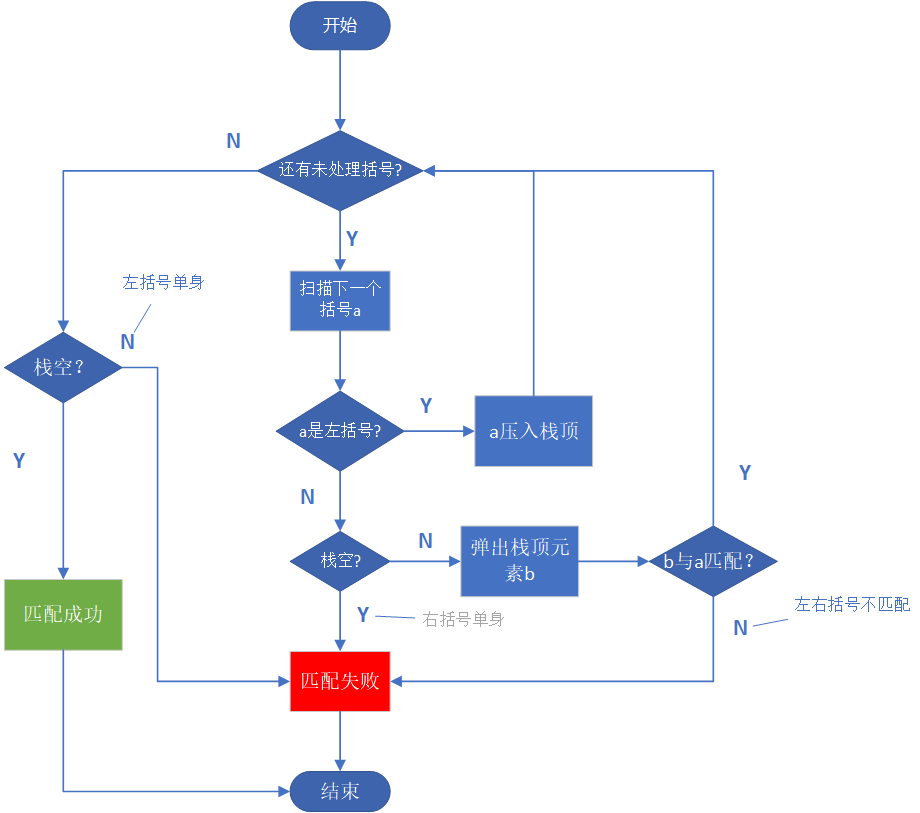 开始
N
还有未处理括号?
Y
左括号单身
扫描下一个
括号a
N
栈空?
Y
a是左括号?
a压入栈顶
Y
N
Y
栈空?
N
弹出栈顶元
素b
b与a匹配?
匹配成功
Y
右括号单身
左右括号不匹配
N
匹配失败
结束